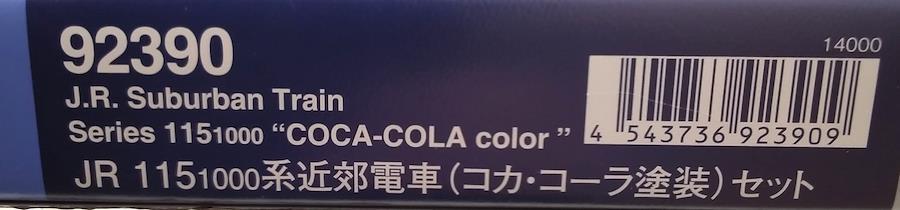 92390
14000
J.R. Suburban Train
Series 1151000 “COCA-COLA color”
4 543736 923909
JR 1151000系近郊電車(コカ・コーラ塗装)セット